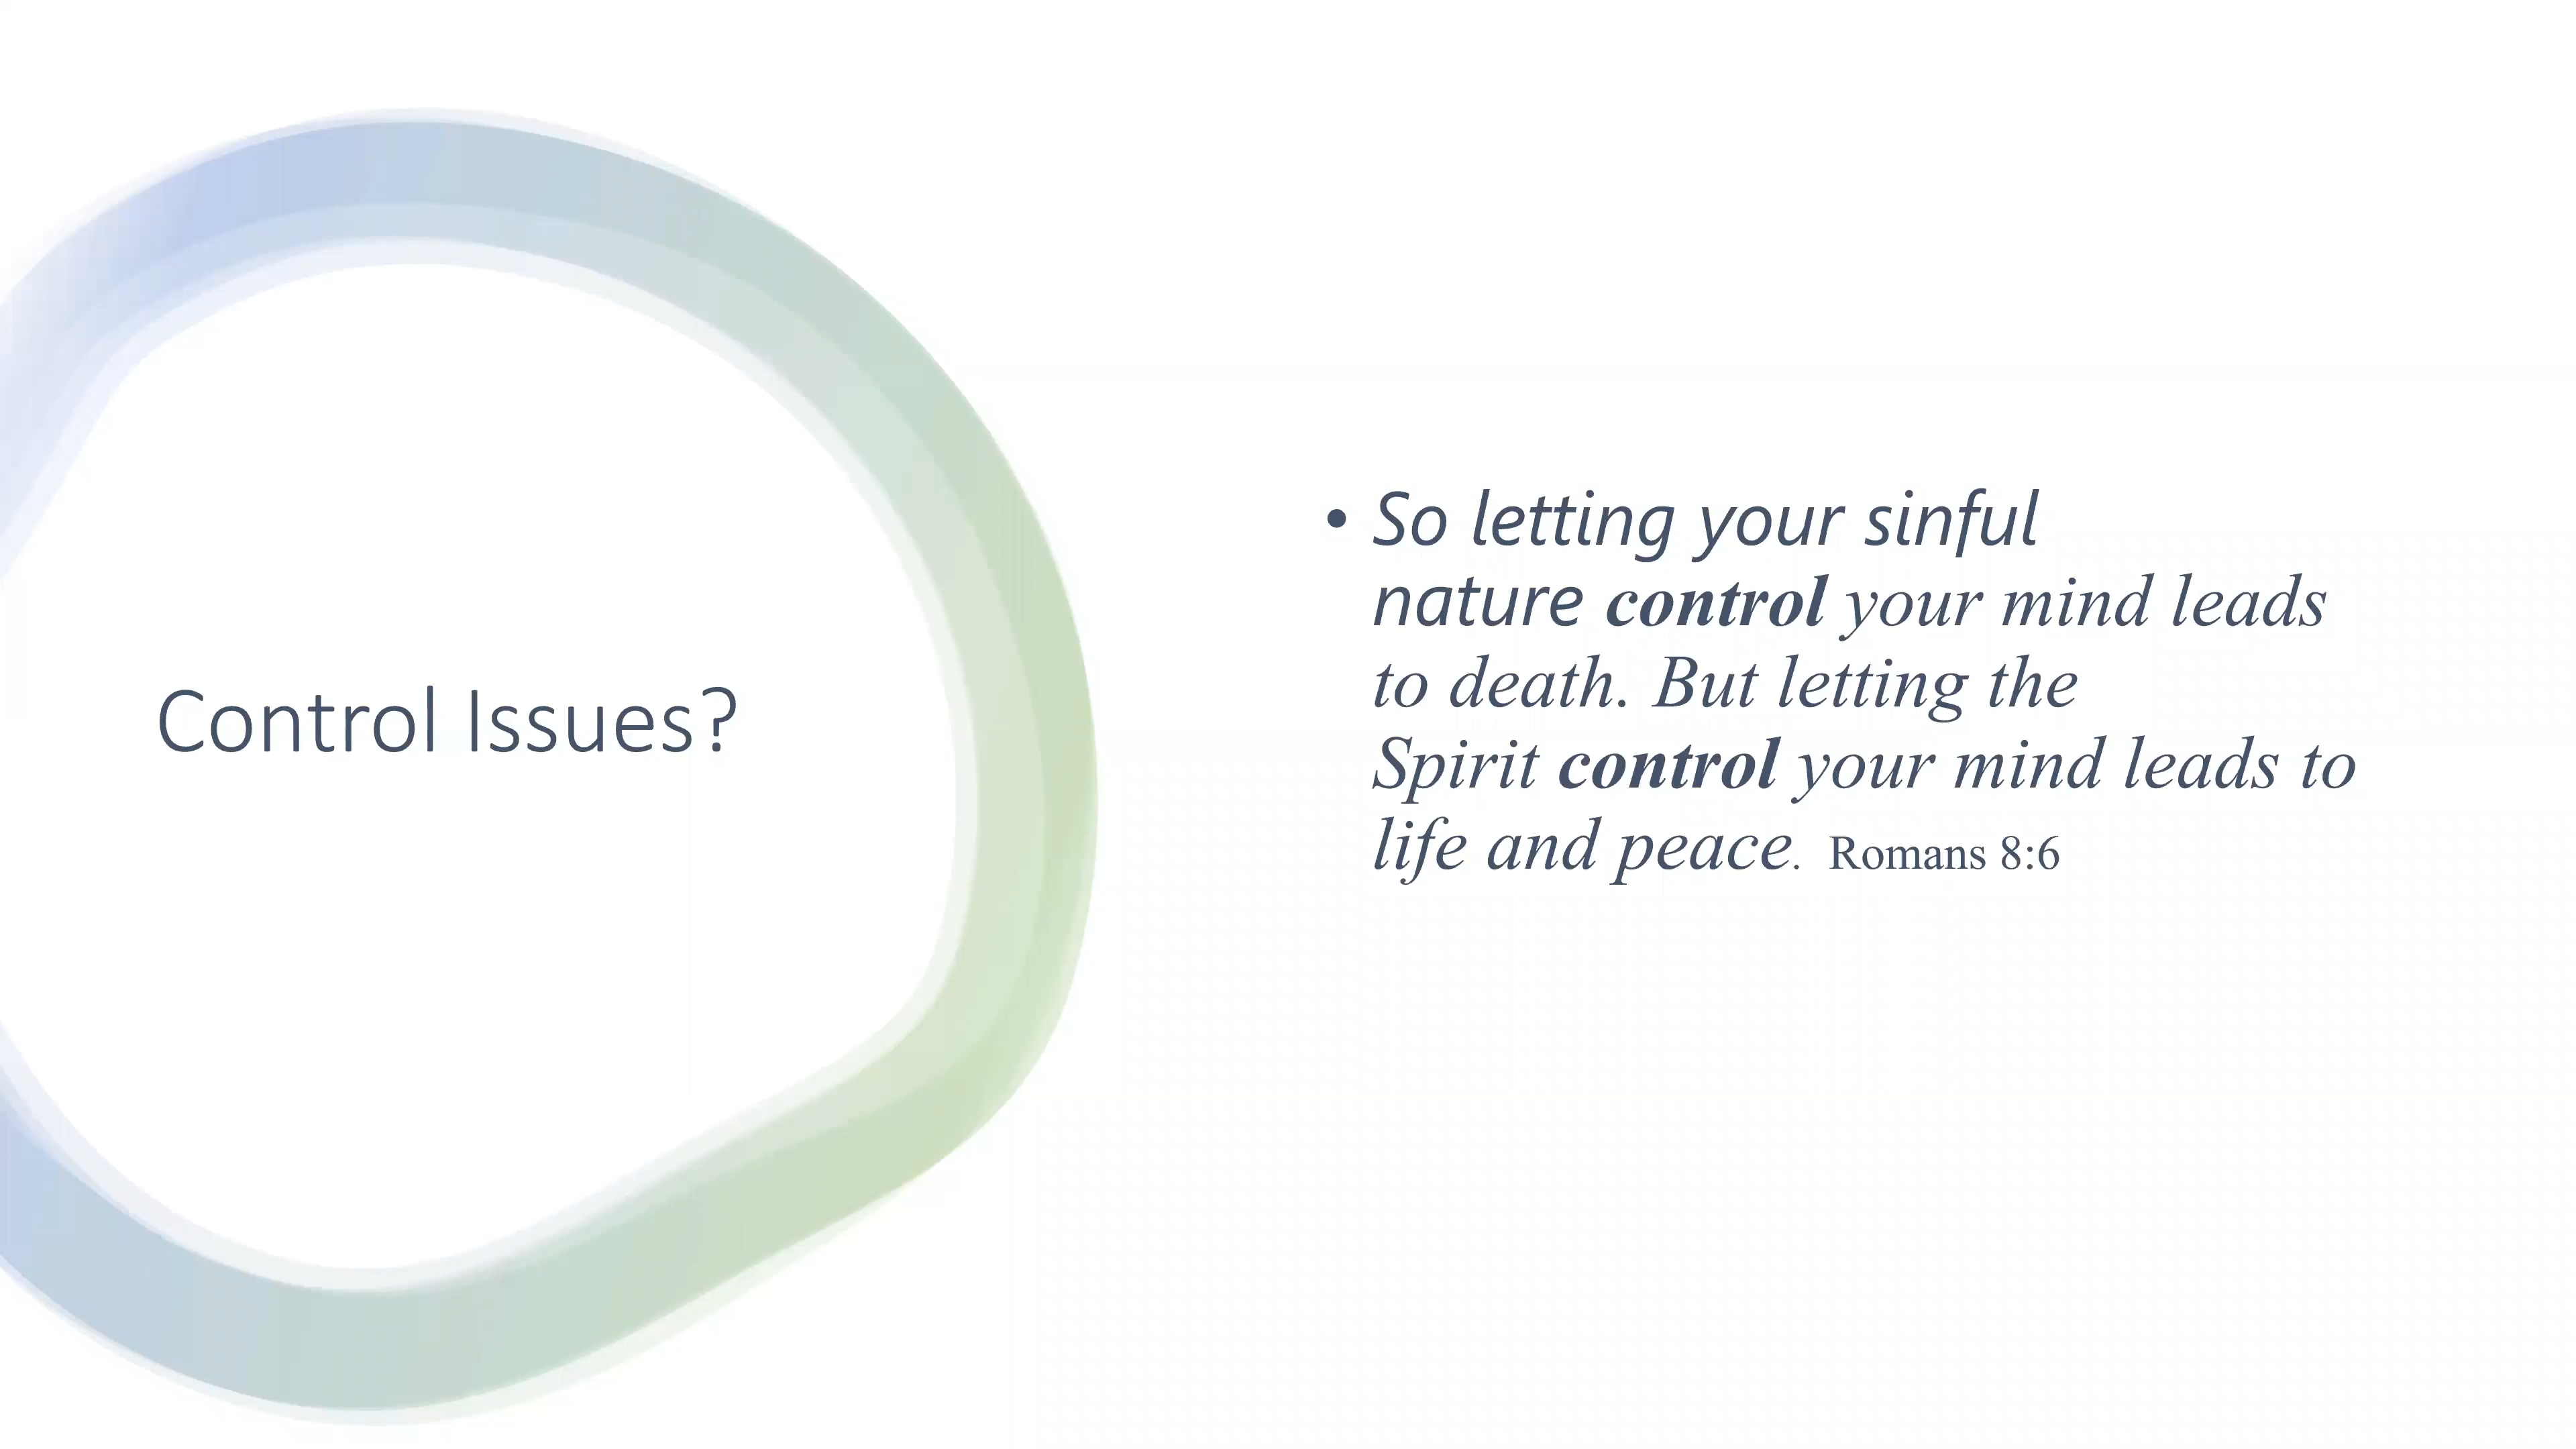 Control Issues?
• So letting your sinful
nature control your mind leads
to death. But letting the
Spirit control your mind leads to
life and peace. Romans 8:6